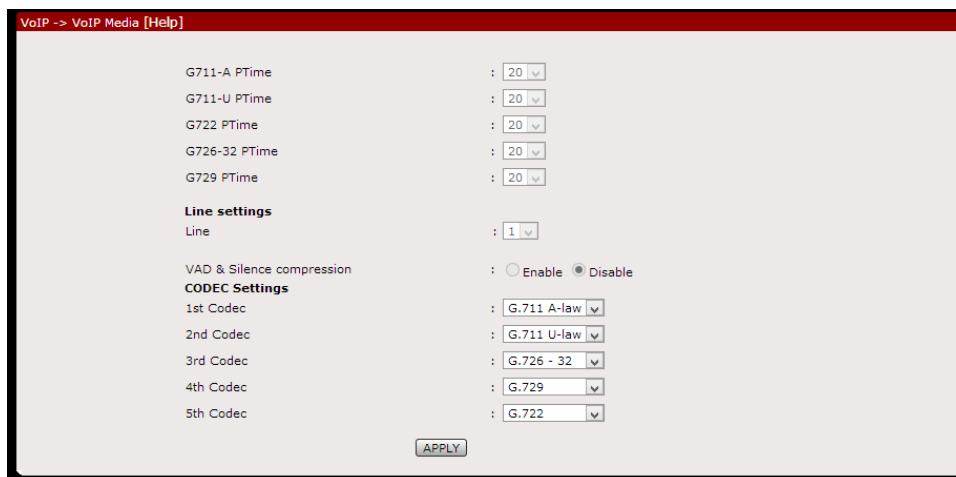 VoIP -> VoIP Media [Help]
G711-A PTime : 20
G711-U PTime : 20
G722 PTime : 20
G726-32 PTime : 20
G729 PTime : 20
Line settings
Line : 1
VAD & Silence compression : Enable Disable
CODEC Settings
1st Codec : G.711 A-law
2nd Codec : G.711 U-law
3rd Codec : G.726 - 32
4th Codec : G.729
5th Codec : G.722
APPLY